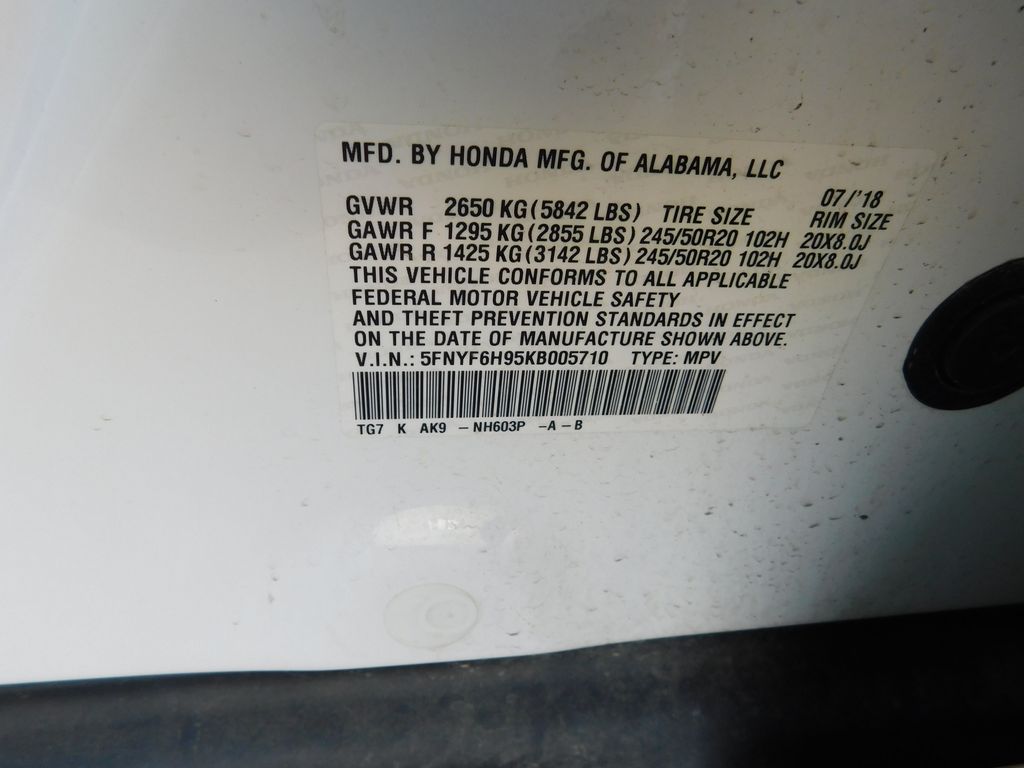 MFD. BY HONDA MFG. OF ALABAMA, LLC
07/'18
GVWR 2650 KG (5842 LBS) TIRE SIZE RIM SIZE
GAWR F 1295 KG (2855 LBS) 245/50R20 102H 20X8.0J
GAWR R 1425 KG (3142 LBS) 245/50R20 102H 20X8.0J
THIS VEHICLE CONFORMS TO ALL APPLICABLE
FEDERAL MOTOR VEHICLE SAFETY
AND THEFT PREVENTION STANDARDS IN EFFECT
ON THE DATE OF MANUFACTURE SHOWN ABOVE.
V.I.N.: 5FNYF6H95KB005710 TYPE: MPV
TG7 K AK9 - NH603P -A - B